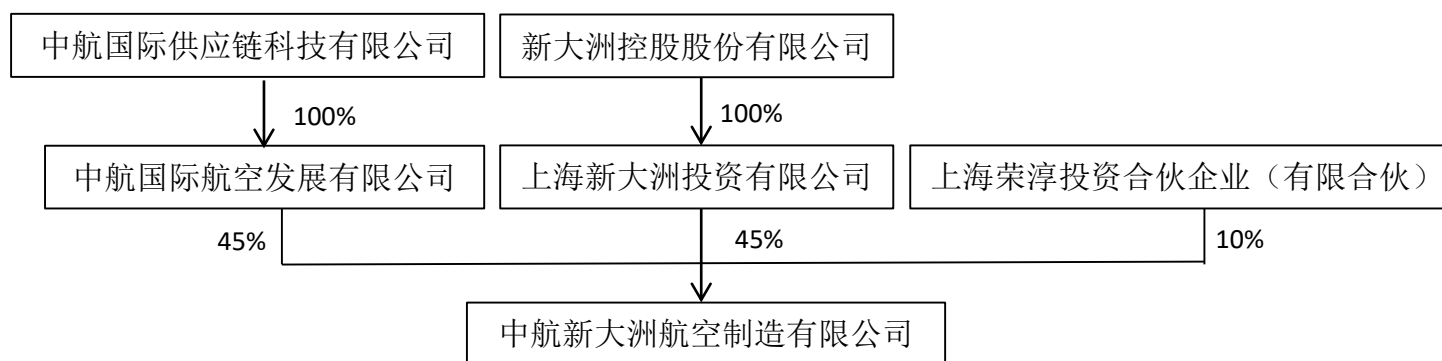 中航国际供应链科技有限公司
新大洲控股股份有限公司
100%
100%
中航国际航空发展有限公司
上海新大洲投资有限公司
上海荣淳投资合伙企业（有限合伙）
45%
45%
10%
中航新大洲航空制造有限公司